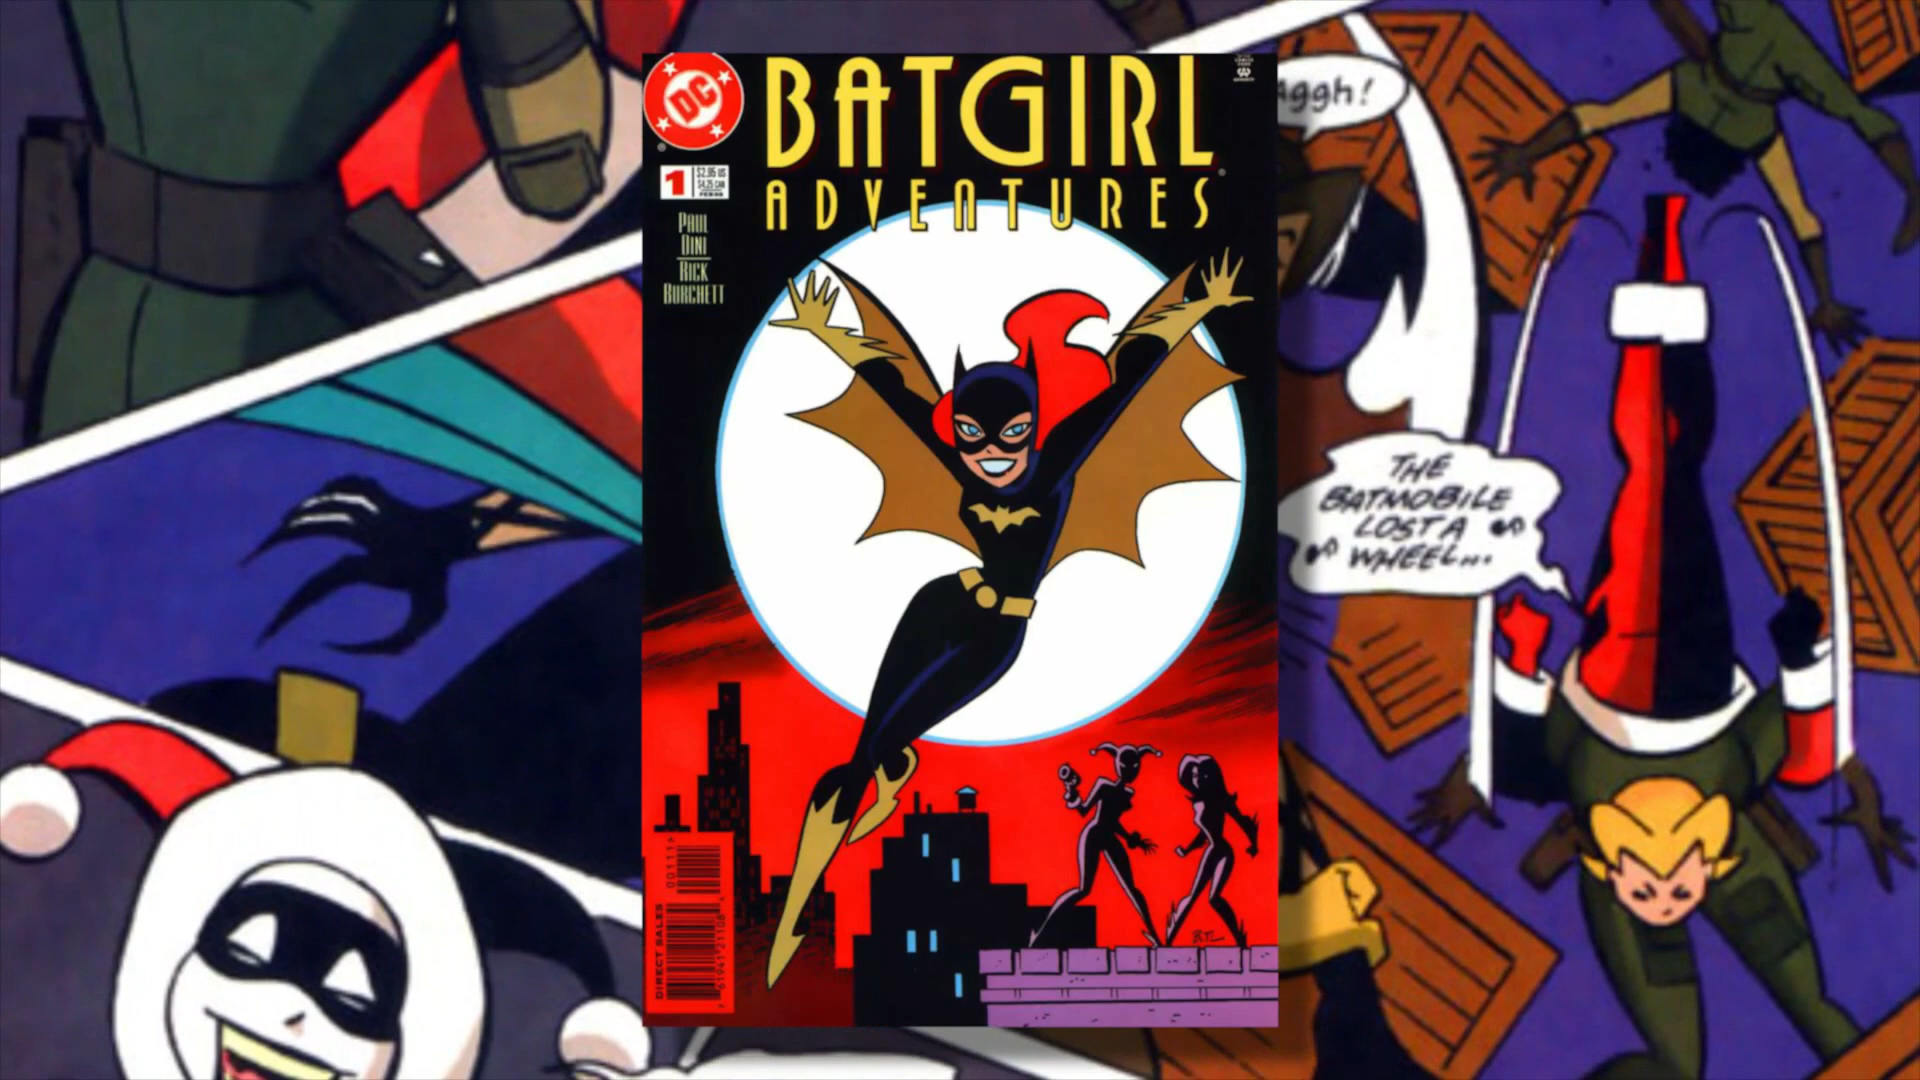 DC
BATGIRL
ADVENTURES
1
$2.95 US
$4.25 CAN
PAUL
DINI
RICK
BURCHETT
Aggh!
THE
BATMOBILE
LOST A
WHEEL...
DIRECT SALES
00111